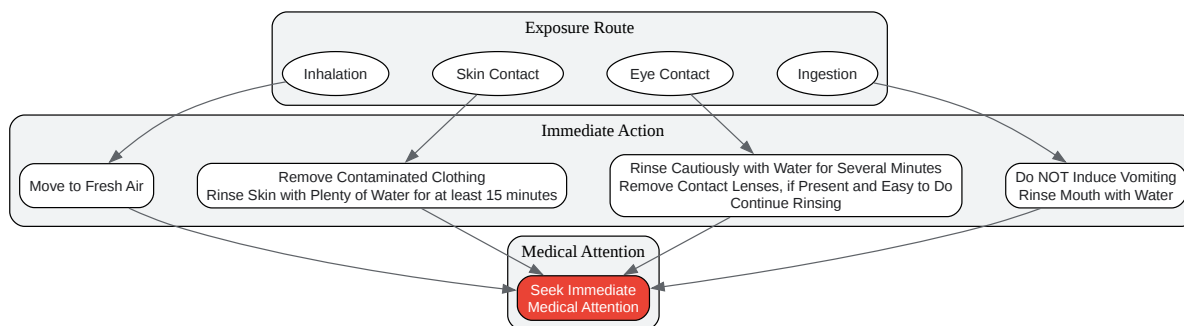 Exposure Route
Inhalation
Skin Contact
Eye Contact
Ingestion
Immediate Action
Move to Fresh Air
Remove Contaminated Clothing
Rinse Skin with Plenty of Water for at least 15 minutes
Rinse Cautiously with Water for Several Minutes
Remove Contact Lenses, if Present and Easy to Do
Continue Rinsing
Do NOT Induce Vomiting
Rinse Mouth with Water
Medical Attention
Seek Immediate
Medical Attention